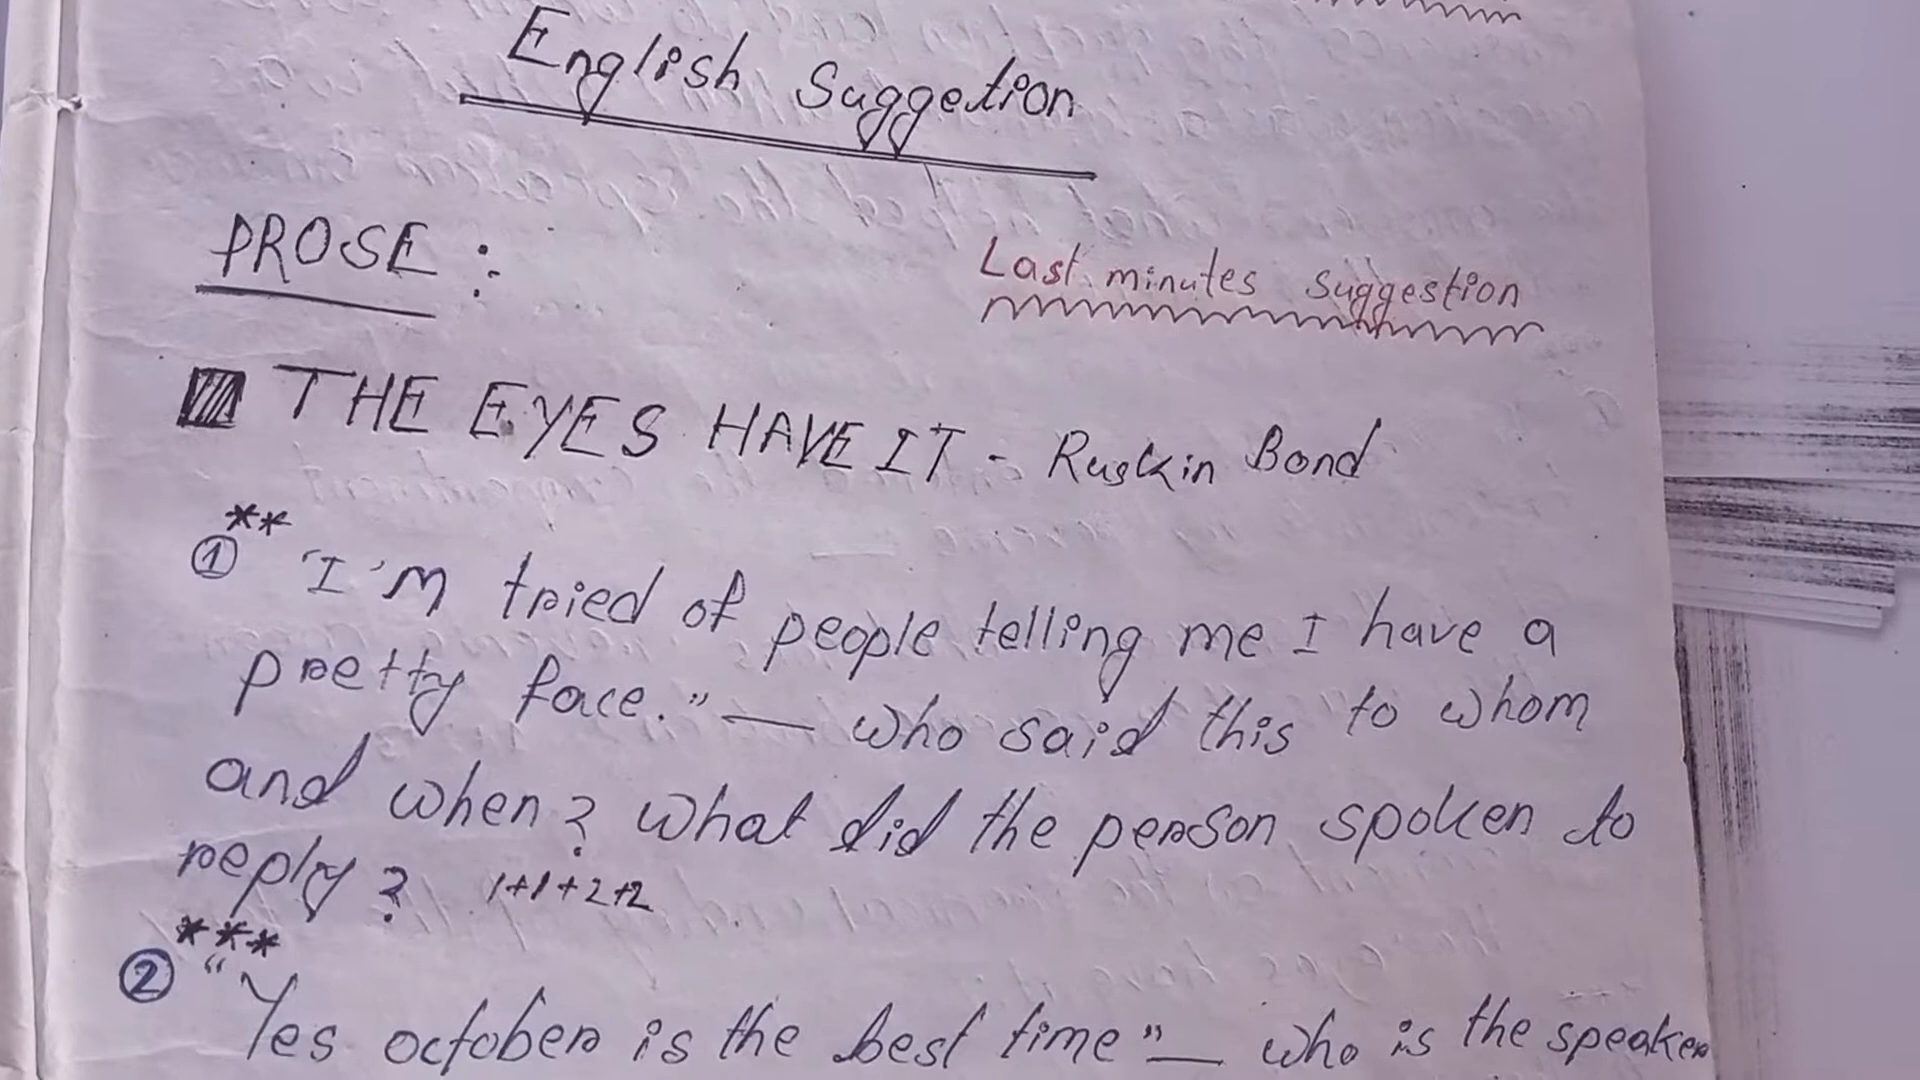 English Suggetion
PROSE :
Last minutes suggestion
THE EYES HAVE IT - Ruskin Bond
**
① "I'm tried of people telling me I have a
pretty face." — who said this to whom
and when? what did the person spoken to
reply? 1+1+2+2
***
② "Yes october is the best time" — who is the speaker